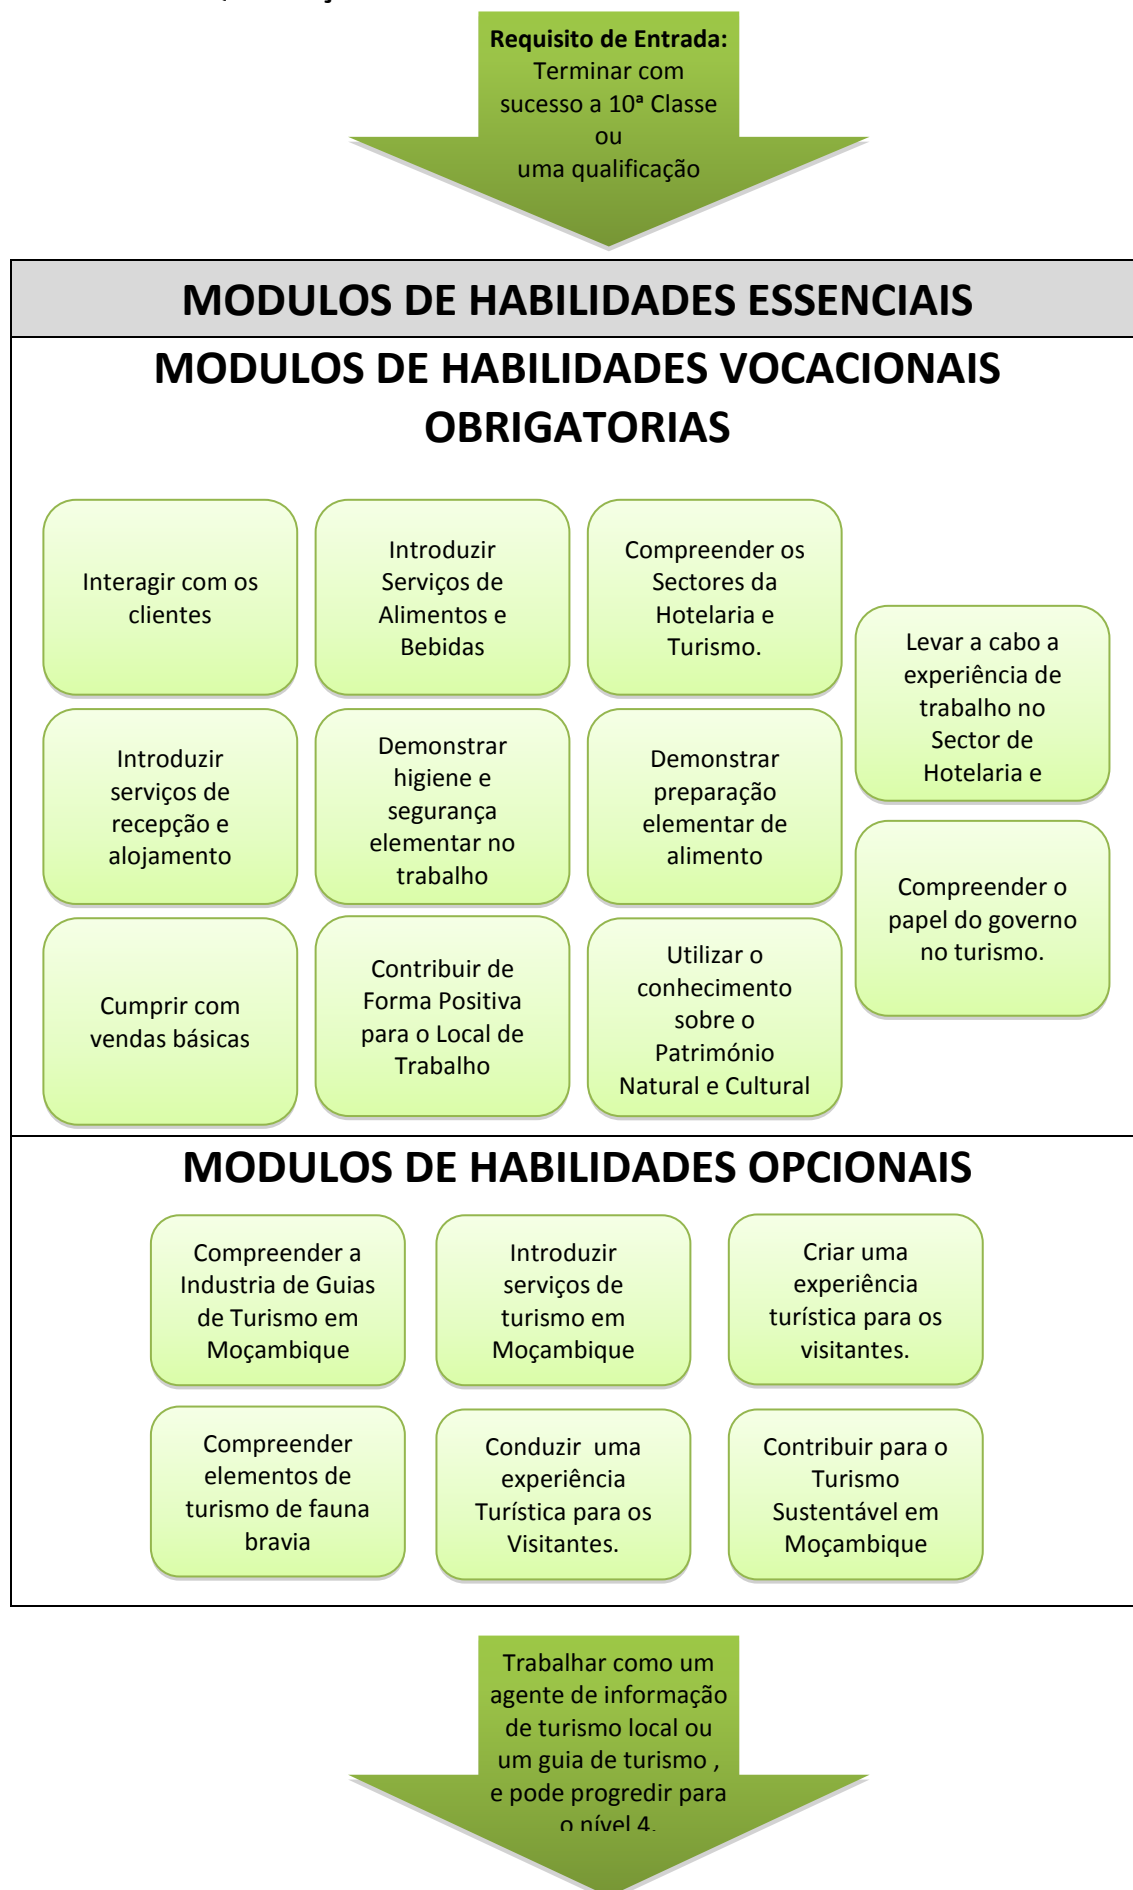 Requisito de Entrada:
Terminar com
sucesso a 10ª Classe
ou
uma qualificação
MODULOS DE HABILIDADES ESSENCIAIS
MODULOS DE HABILIDADES VOCACIONAIS
OBRIGATORIAS
Interagir com os
clientes
Introduzir
Serviços de
Alimentos e
Bebidas
Compreender os
Sectores da
Hotelaria e
Turismo.
Levar a cabo a
experiência de
trabalho no
Sector de
Hotelaria e
Introduzir
serviços de
recepção e
alojamento
Demonstrar
higiene e
segurança
elementar no
trabalho
Demonstrar
preparação
elementar de
alimento
Compreender o
papel do governo
no turismo.
Cumprir com
vendas básicas
Contribuir de
Forma Positiva
para o Local de
Trabalho
Utilizar o
conhecimento
sobre o
Património
Natural e Cultural
MODULOS DE HABILIDADES OPCIONAIS
Compreender a
Industria de Guias
de Turismo em
Moçambique
Introduzir
serviços de
turismo em
Moçambique
Criar uma
experiência
turística para os
visitantes.
Compreender
elementos de
turismo de fauna
bravia
Conduzir  uma
experiência
Turística para os
Visitantes.
Contribuir para o
Turismo
Sustentável em
Moçambique
Trabalhar como um
agente de informação
de turismo local ou
um guia de turismo ,
e pode progredir para
o nível 4.